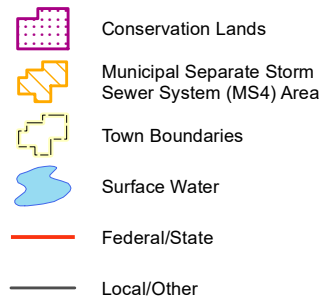 Conservation Lands
Municipal Separate Storm
Sewer System (MS4) Area
Town Boundaries
Surface Water
Federal/State
Local/Other